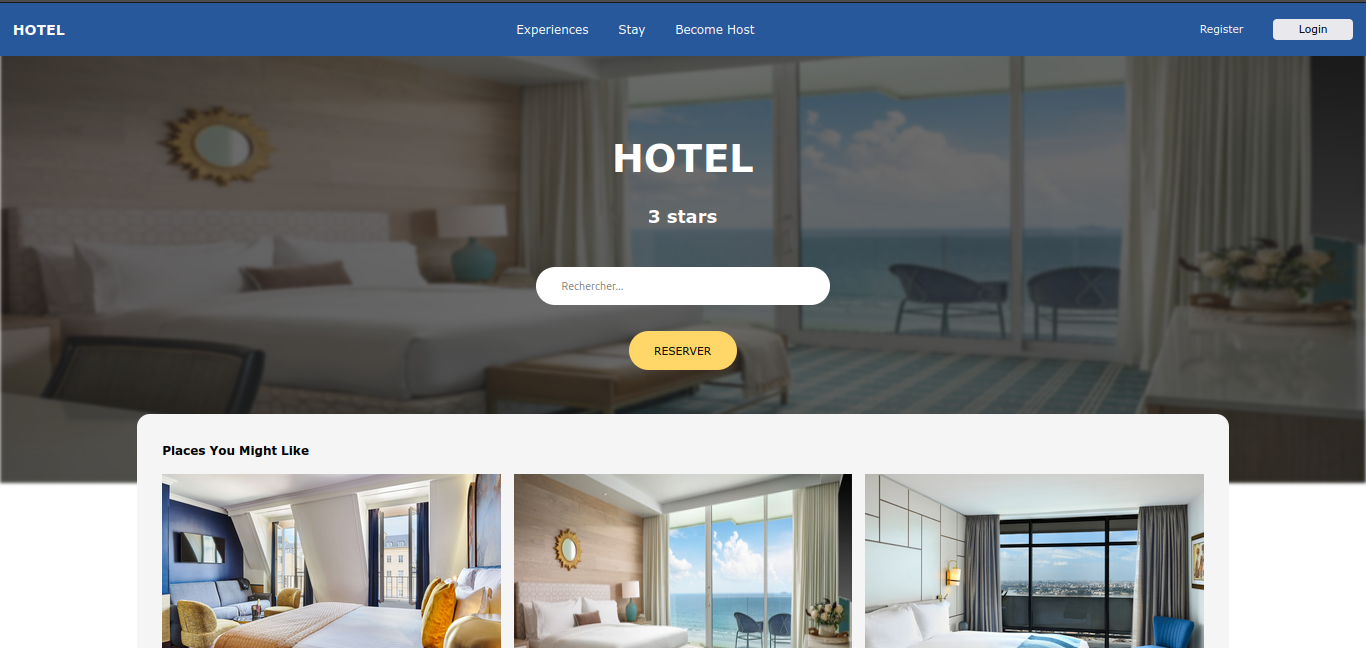 HOTEL
Experiences Stay Become Host
Register Login
HOTEL
3 stars
Rechercher...
RESERVER
Places You Might Like